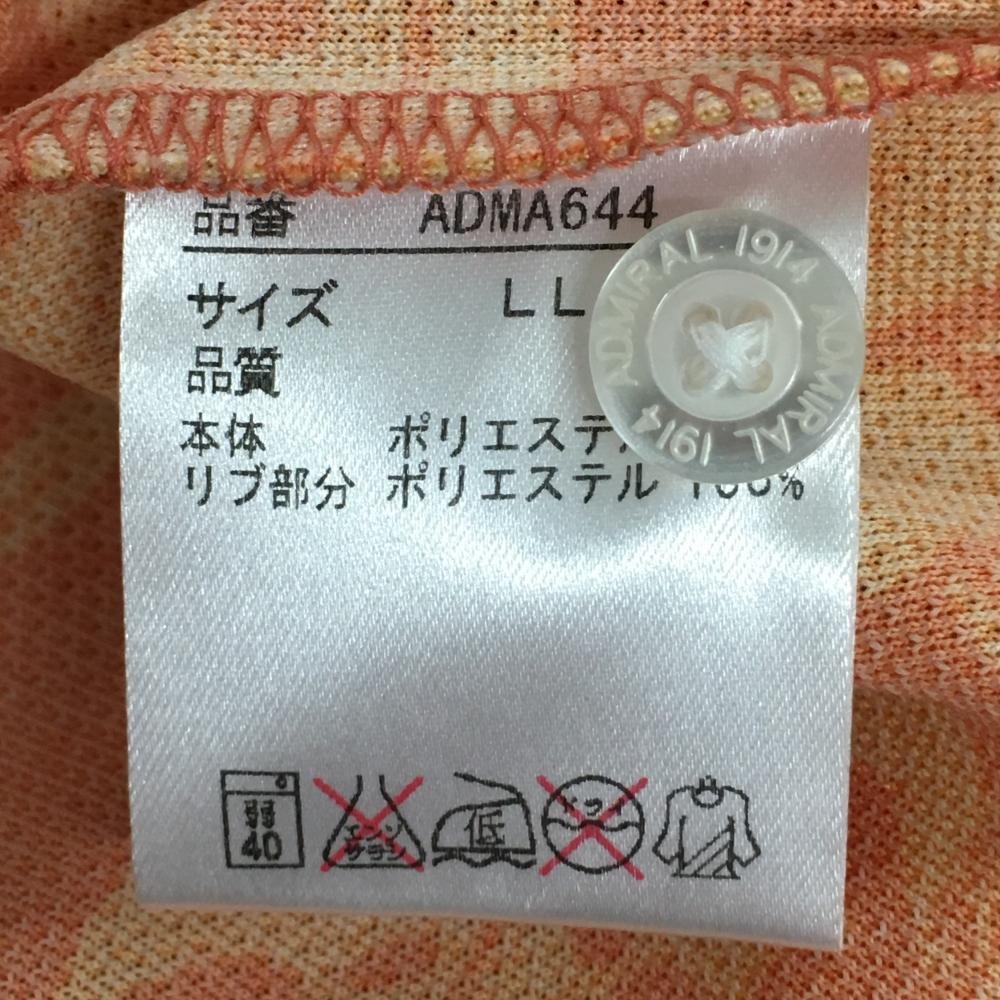 品番 ADMA644
サイズ LL
品質
本体 ポリエステ
リブ部分 ポリエステル 100%
ADMIRAL 1914 ADMIRAL 1914
弱
40
エンソ
サラシ
低
ドライ